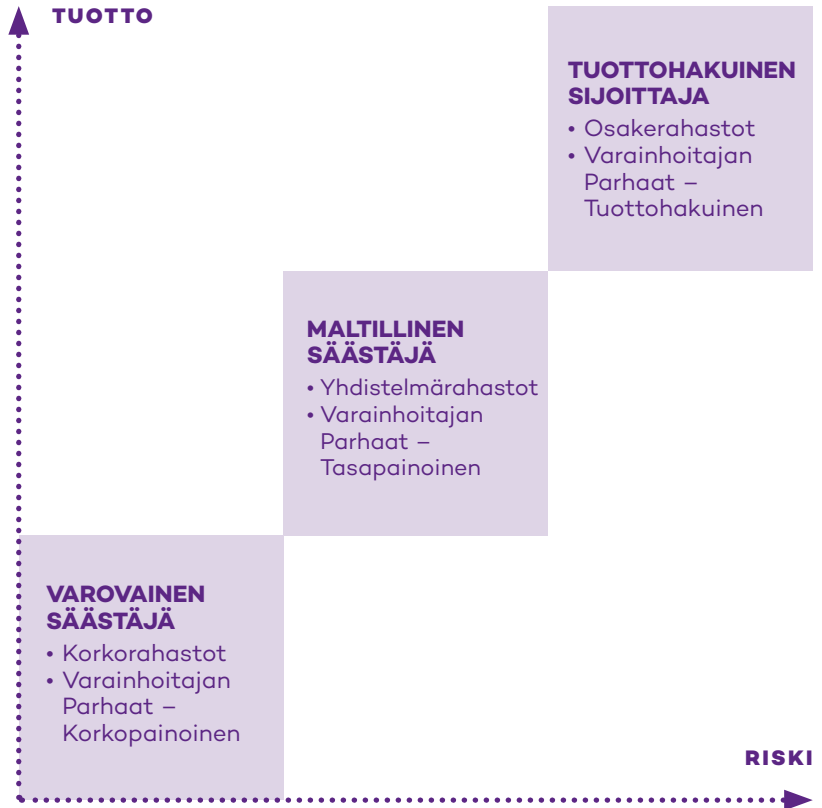 TUOTTO
TUOTTOHAKUINEN
SIJOITTAJA
• Osakerahastot
• Varainhoitajan
Parhaat –
Tuottohakuinen
MALTILLINEN
SÄÄSTÄJÄ
• Yhdistelmärahastot
• Varainhoitajan
Parhaat –
Tasapainoinen
VAROVAINEN
SÄÄSTÄJÄ
• Korkorahastot
• Varainhoitajan
Parhaat –
Korkopainoinen
RISKI